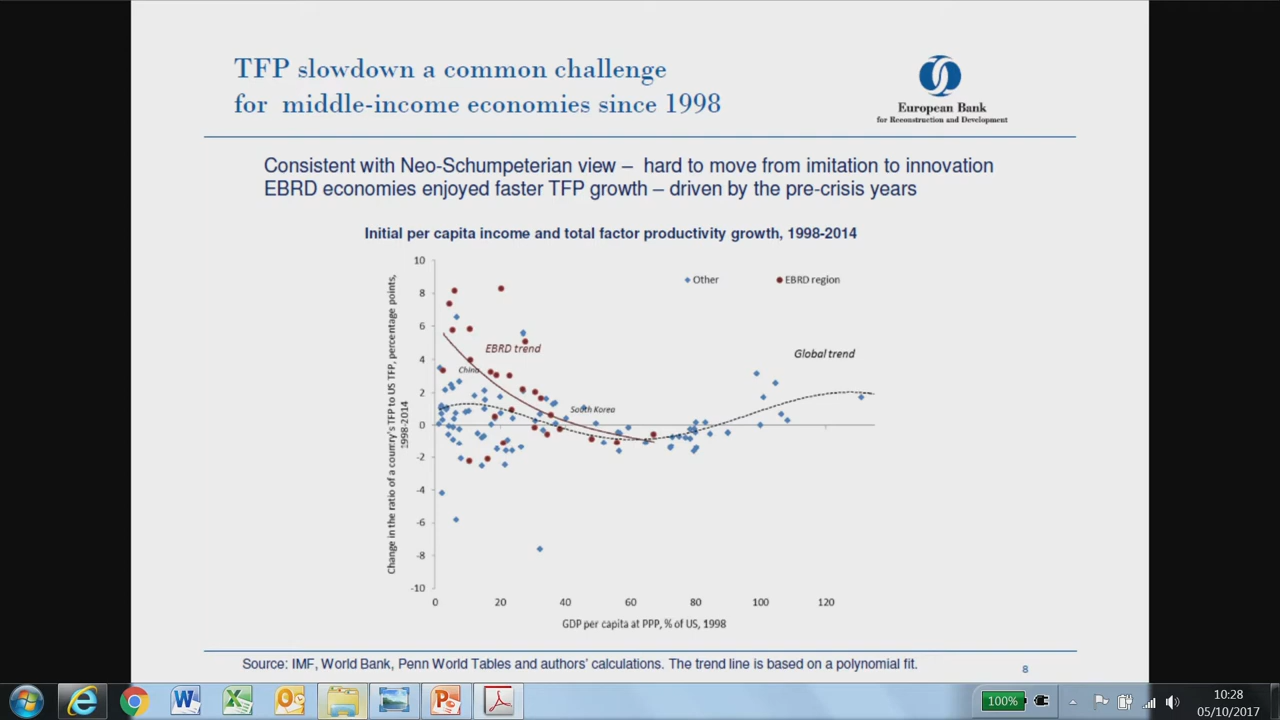 TFP slowdown a common challenge
for middle-income economies since 1998
European Bank
for Reconstruction and Development
Consistent with Neo-Schumpeterian view – hard to move from imitation to innovation
EBRD economies enjoyed faster TFP growth – driven by the pre-crisis years
Initial per capita income and total factor productivity growth, 1998-2014
Change in the ratio of a country's TFP to US TFP, percentage points,
1998-2014
10
8
6
4
2
0
-2
-4
-6
-8
-10
Other
EBRD region
EBRD trend
Global trend
China
South Korea
0 20 40 60 80 100 120
GDP per capita at PPP, % of US, 1998
Source: IMF, World Bank, Penn World Tables and authors' calculations. The trend line is based on a polynomial fit.
8
100%
10:28
05/10/2017